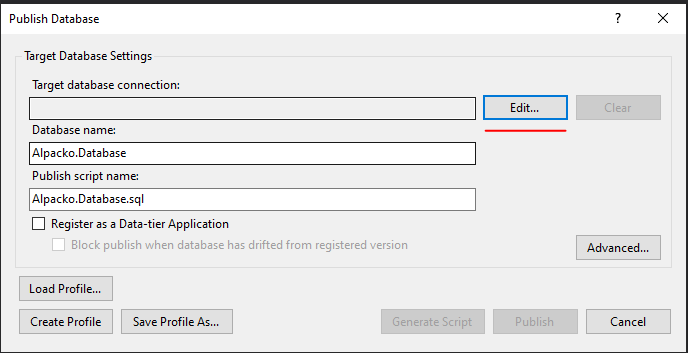 Publish Database
?
Target Database Settings
Target database connection:
Edit...
Clear
Database name:
Alpacko.Database
Publish script name:
Alpacko.Database.sql
Register as a Data-tier Application
Block publish when database has drifted from registered version
Advanced...
Load Profile...
Create Profile
Save Profile As...
Generate Script
Publish
Cancel